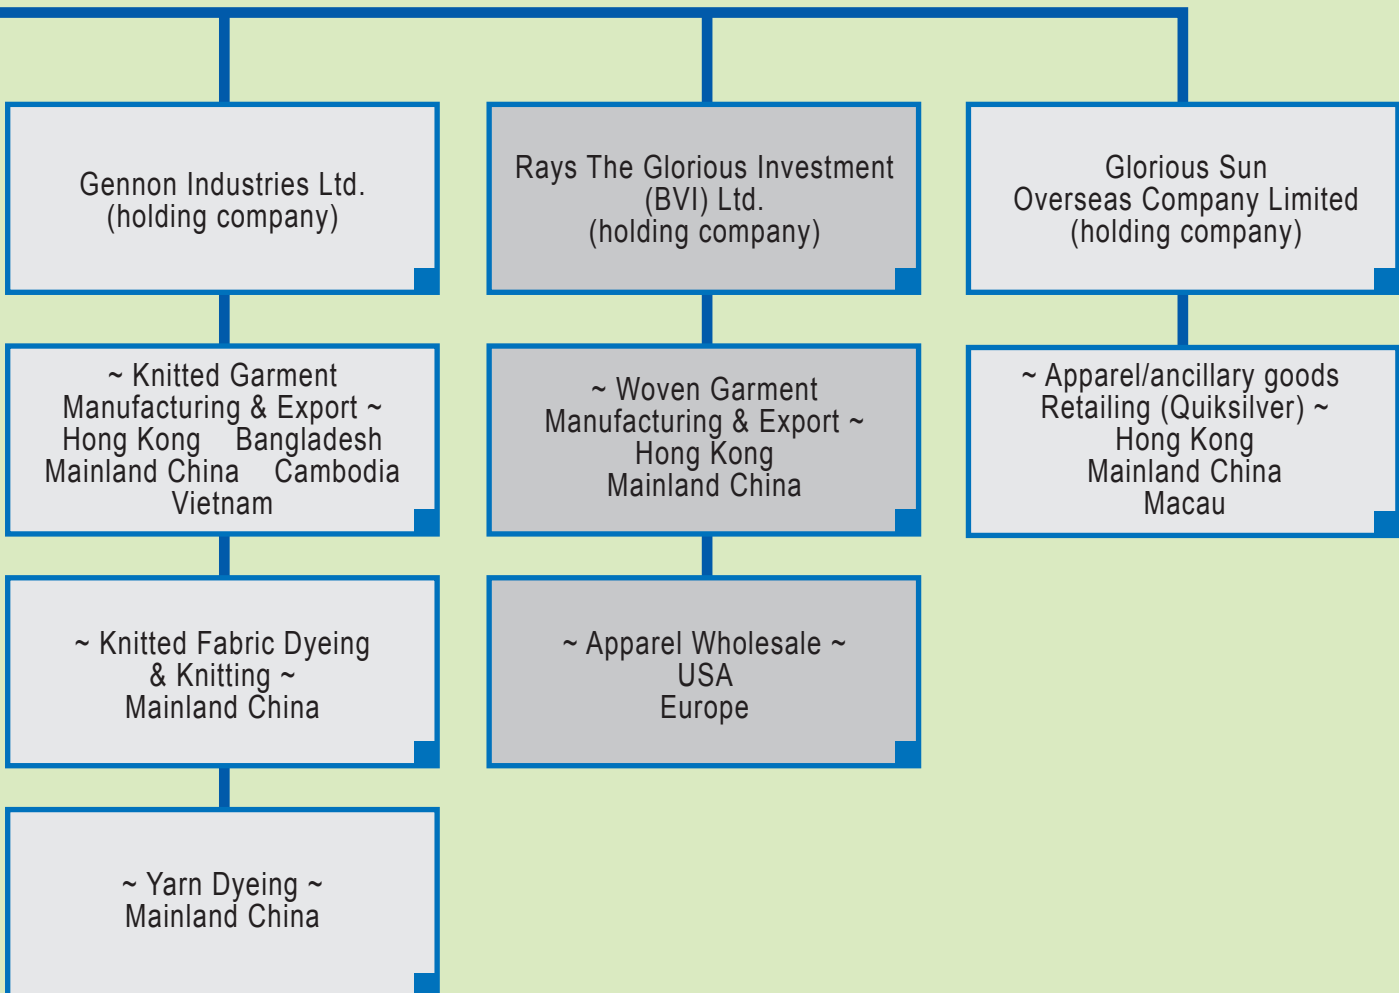 Gennon Industries Ltd.
(holding company)
Rays The Glorious Investment
(BVI) Ltd.
(holding company)
Glorious Sun
Overseas Company Limited
(holding company)
~ Knitted Garment
Manufacturing & Export ~
Hong Kong Bangladesh
Mainland China Cambodia
Vietnam
~ Woven Garment
Manufacturing & Export ~
Hong Kong
Mainland China
~ Apparel/ancillary goods
Retailing (Quiksilver) ~
Hong Kong
Mainland China
Macau
~ Knitted Fabric Dyeing
& Knitting ~
Mainland China
~ Apparel Wholesale ~
USA
Europe
~ Yarn Dyeing ~
Mainland China